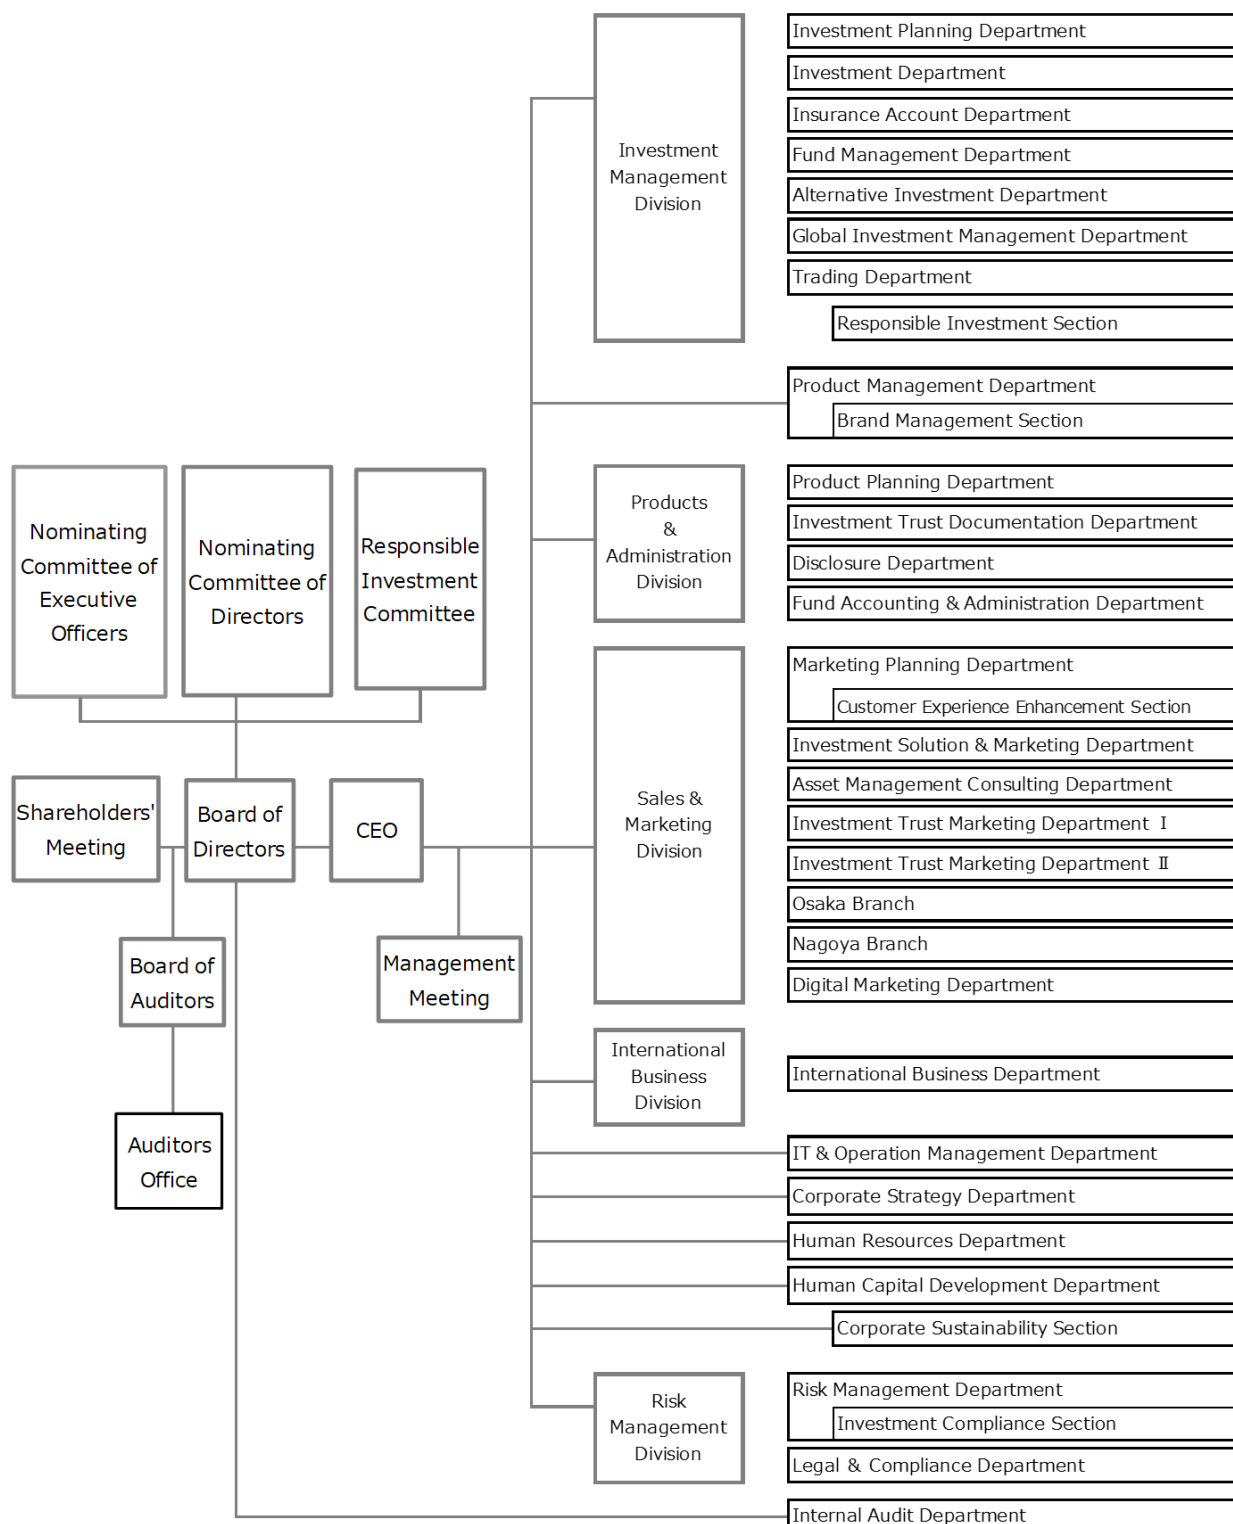 Nominating
Committee of
Executive
Officers
Nominating
Committee of
Directors
Responsible
Investment
Committee
Shareholders'
Meeting
Board of
Directors
CEO
Board of
Auditors
Management
Meeting
Auditors
Office
Investment
Management
Division
Investment Planning Department
Investment Department
Insurance Account Department
Fund Management Department
Alternative Investment Department
Global Investment Management Department
Trading Department
Responsible Investment Section
Product Management Department
Brand Management Section
Products
&
Administration
Division
Product Planning Department
Investment Trust Documentation Department
Disclosure Department
Fund Accounting & Administration Department
Sales &
Marketing
Division
Marketing Planning Department
Customer Experience Enhancement Section
Investment Solution & Marketing Department
Asset Management Consulting Department
Investment Trust Marketing Department Ⅰ
Investment Trust Marketing Department Ⅱ
Osaka Branch
Nagoya Branch
Digital Marketing Department
International
Business
Division
International Business Department
IT & Operation Management Department
Corporate Strategy Department
Human Resources Department
Human Capital Development Department
Corporate Sustainability Section
Risk
Management
Division
Risk Management Department
Investment Compliance Section
Legal & Compliance Department
Internal Audit Department